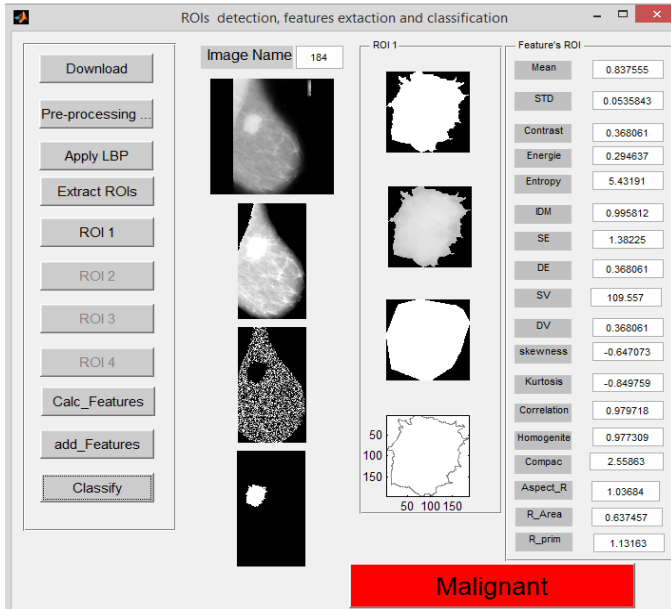 ROIs detection, features extaction and classification
Download
Pre-processing ...
Apply LBP
Extract ROIs
ROI 1
ROI 2
ROI 3
ROI 4
Calc_Features
add_Features
Classify
Image Name 184
ROI 1
50
100
150
50 100 150
Feature's ROI
Mean 0.837555
STD 0.0535843
Contrast 0.368061
Energie 0.294637
Entropy 5.43191
IDM 0.995812
SE 1.38225
DE 0.368061
SV 109.557
DV 0.368061
skewness -0.647073
Kurtosis -0.849759
Correlation 0.979718
Homogenite 0.977309
Compac 2.55863
Aspect_R 1.03684
R_Area 0.637457
R_prim 1.13163
Malignant